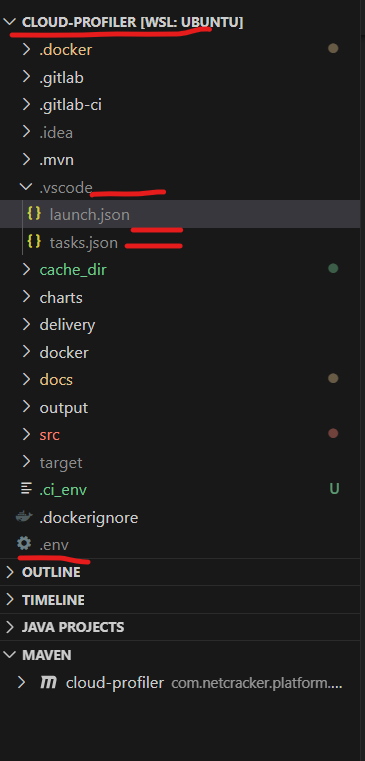 CLOUD-PROFILER [WSL: UBUNTU]
.docker
.gitlab
.gitlab-ci
.idea
.mvn
.vscode
{} launch.json
{} tasks.json
cache_dir
charts
delivery
docker
docs
output
src
target
.ci_env U
.dockerignore
.env
OUTLINE
TIMELINE
JAVA PROJECTS
MAVEN
m cloud-profiler com.netcracker.platform....